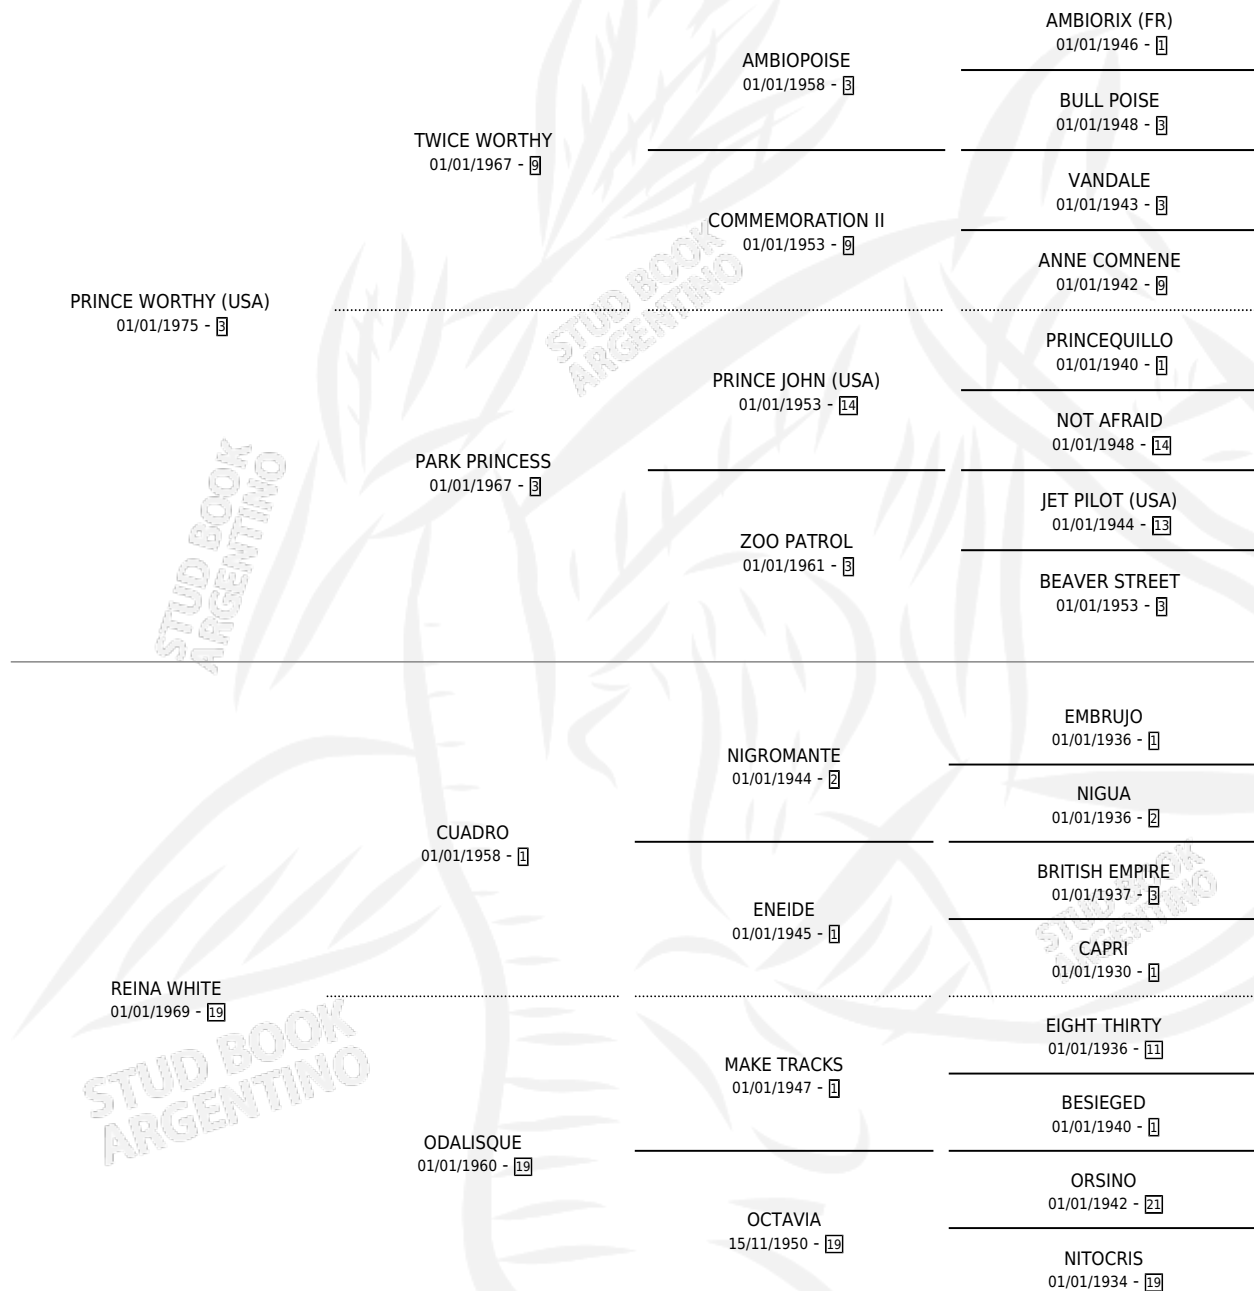 AMBIORIX (FR)
01/01/1946 - 1
AMBIOPOISE
01/01/1958 - 3
BULL POISE
01/01/1948 - 3
TWICE WORTHY
01/01/1967 - 9
VANDALE
01/01/1943 - 3
COMMEMORATION II
01/01/1953 - 9
ANNE COMNENE
01/01/1942 - 9
PRINCE WORTHY (USA)
01/01/1975 - 3
PRINCEQUILLO
01/01/1940 - 1
PRINCE JOHN (USA)
01/01/1953 - 14
NOT AFRAID
01/01/1948 - 14
PARK PRINCESS
01/01/1967 - 3
JET PILOT (USA)
01/01/1944 - 13
ZOO PATROL
01/01/1961 - 3
BEAVER STREET
01/01/1953 - 3
EMBRUJO
01/01/1936 - 1
NIGROMANTE
01/01/1944 - 2
NIGUA
01/01/1936 - 2
CUADRO
01/01/1958 - 1
BRITISH EMPIRE
01/01/1937 - 3
ENEIDE
01/01/1945 - 1
CAPRI
01/01/1930 - 1
REINA WHITE
01/01/1969 - 19
EIGHT THIRTY
01/01/1936 - 11
MAKE TRACKS
01/01/1947 - 1
BESIEGED
01/01/1940 - 1
ODALISQUE
01/01/1960 - 19
ORSINO
01/01/1942 - 21
OCTAVIA
15/11/1950 - 19
NITOCRIS
01/01/1934 - 19
STUD BOOK
ARGENTINO
STUD BOOK
ARGENTINO
STUD BOOK
ARGENTINO
STUD BOOK
ARGENTINO